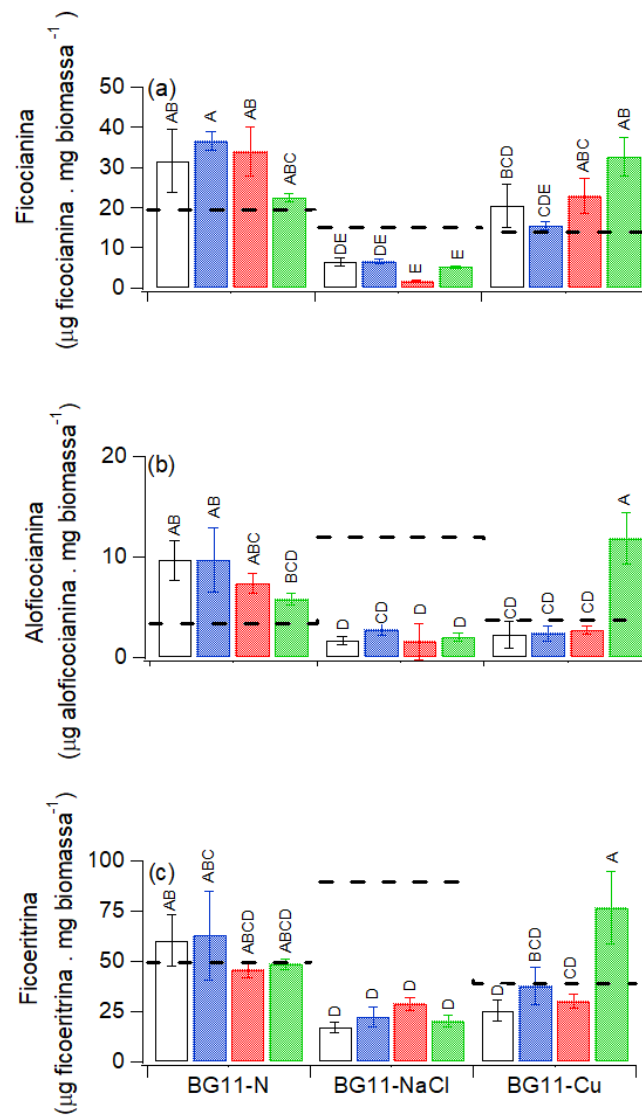 Ficocianina
(µg ficocianina . mg biomassa⁻¹)
50
40
30
20
10
0
(a)
AB
A
AB
ABC
DE
DE
E
E
BCD
CDE
ABC
AB
Aloficocianina
(µg aloficocianina . mg biomassa⁻¹)
20
10
0
(b)
AB
AB
ABC
BCD
D
CD
D
D
CD
CD
CD
A
Ficoeritrina
(µg ficoeritrina . mg biomassa⁻¹)
100
75
50
25
0
(c)
AB
ABC
ABCD
ABCD
D
D
D
D
D
BCD
CD
A
BG11-N
BG11-NaCl
BG11-Cu